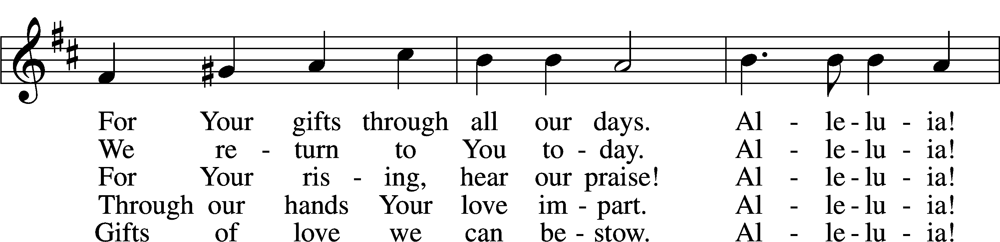 For Your gifts through all our days. Al - le - lu - ia!
We re - turn to You to - day. Al - le - lu - ia!
For Your ris - ing, hear our praise! Al - le - lu - ia!
Through our hands Your love im - part. Al - le - lu - ia!
Gifts of love we can be - stow. Al - le - lu - ia!